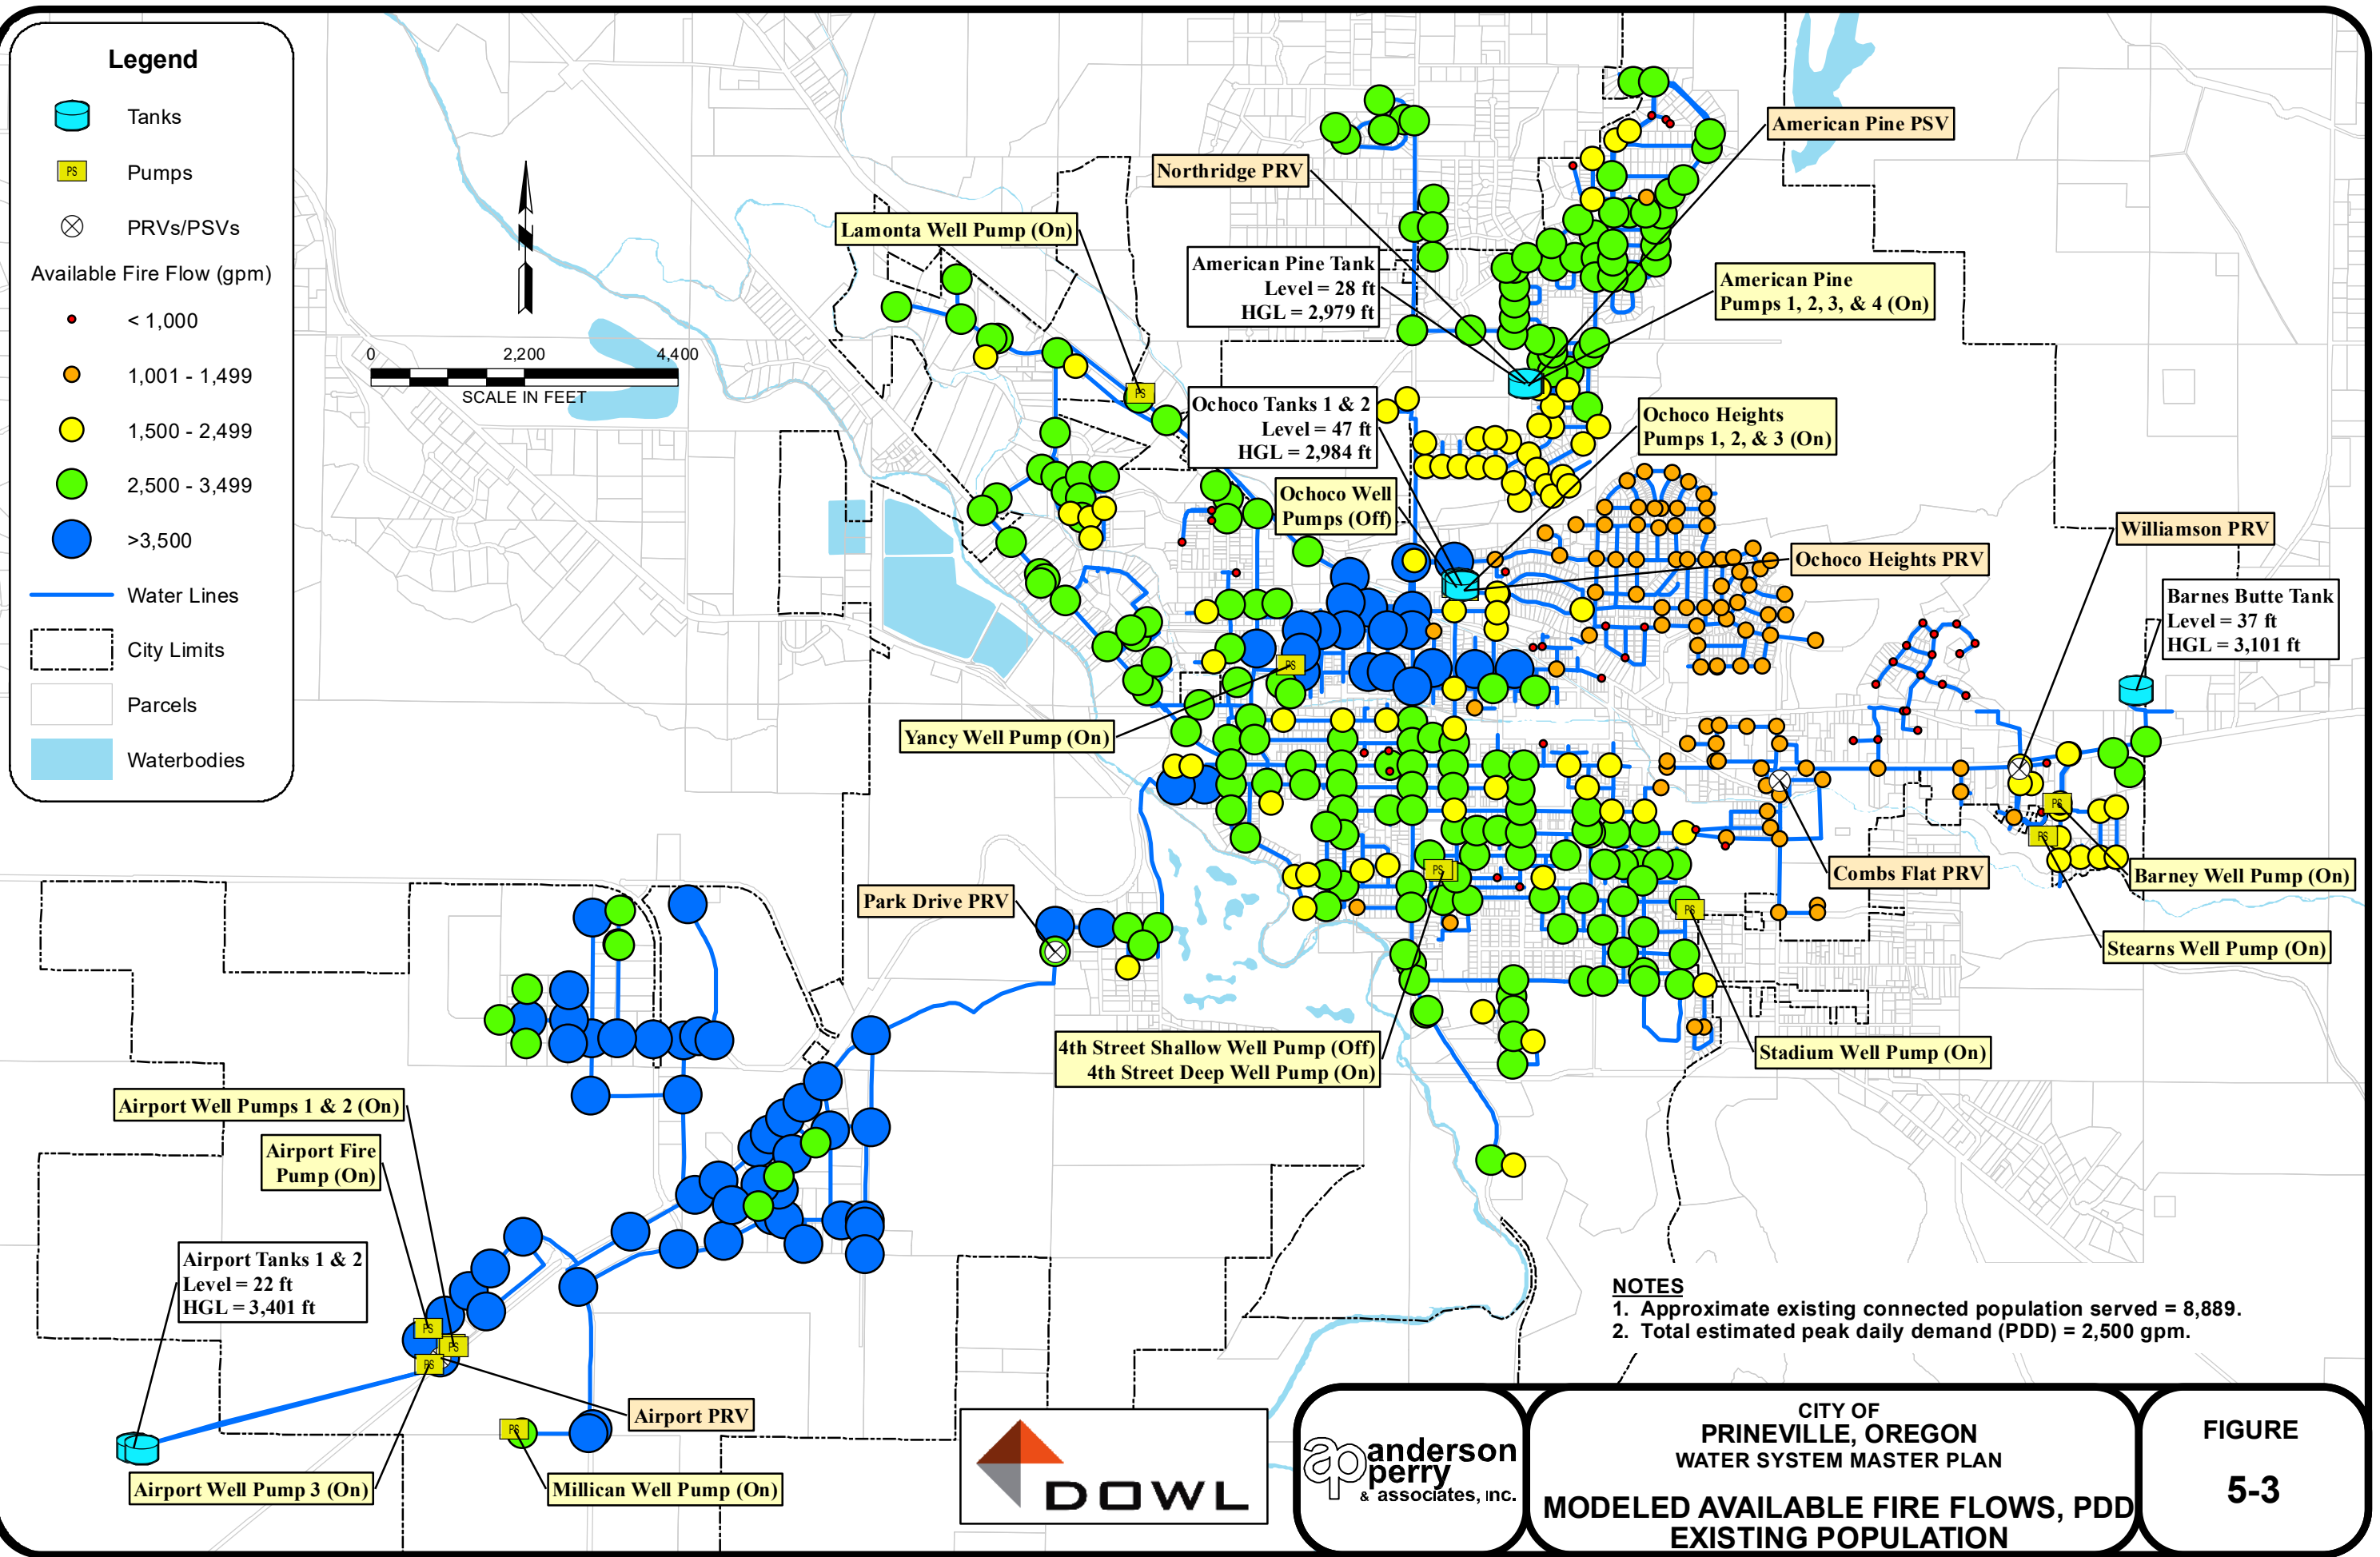 Legend
Tanks
PS
Pumps
PRVs/PSVs
Available Fire Flow (gpm)
< 1,000
1,001 - 1,499
1,500 - 2,499
2,500 - 3,499
>3,500
Water Lines
City Limits
Parcels
Waterbodies
0
2,200
4,400
SCALE IN FEET
American Pine PSV
Northridge PRV
Lamonta Well Pump (On)
American Pine Tank
Level = 28 ft
HGL = 2,979 ft
American Pine
Pumps 1, 2, 3, & 4 (On)
PS
Ochoco Tanks 1 & 2
Level = 47 ft
HGL = 2,984 ft
Ochoco Heights
Pumps 1, 2, & 3 (On)
Ochoco Well
Pumps (Off)
Williamson PRV
Ochoco Heights PRV
Barnes Butte Tank
Level = 37 ft
HGL = 3,101 ft
PS
Yancy Well Pump (On)
PS
PS
Combs Flat PRV
Barney Well Pump (On)
PS
Park Drive PRV
PS
Stearns Well Pump (On)
4th Street Shallow Well Pump (Off)
4th Street Deep Well Pump (On)
Stadium Well Pump (On)
Airport Well Pumps 1 & 2 (On)
Airport Fire
Pump (On)
Airport Tanks 1 & 2
Level = 22 ft
HGL = 3,401 ft
PS
PS
PS
Airport PRV
PS
Airport Well Pump 3 (On)
Millican Well Pump (On)
NOTES
1. Approximate existing connected population served = 8,889.
2. Total estimated peak daily demand (PDD) = 2,500 gpm.
DOWL
ap anderson
perry
& associates, inc.
CITY OF
PRINEVILLE, OREGON
WATER SYSTEM MASTER PLAN
MODELED AVAILABLE FIRE FLOWS, PDD
EXISTING POPULATION
FIGURE
5-3